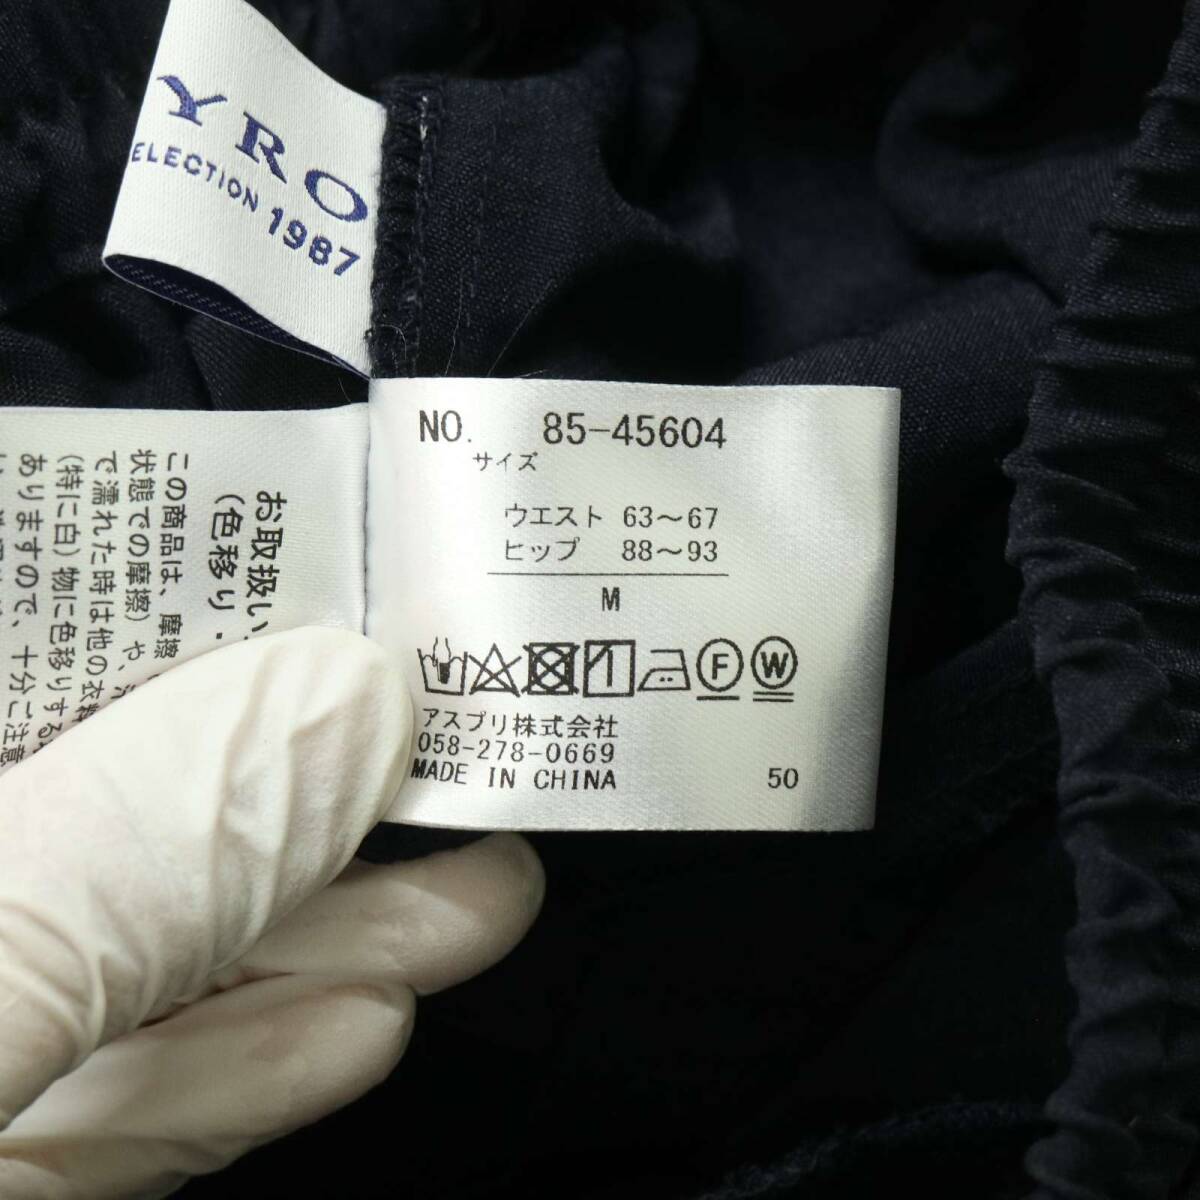 YRO
ELECTION 1987
NO. 85-45604
サイズ
ウエスト 63～67
ヒップ 88～93
M
F W
アスプリ株式会社
058-278-0669
MADE IN CHINA 50
お取扱い
(色移り・
この商品は、摩擦
状態での摩擦)や、
で濡れた時は他の衣料
(特に白)物に色移りする
ありますので、十分ご注意